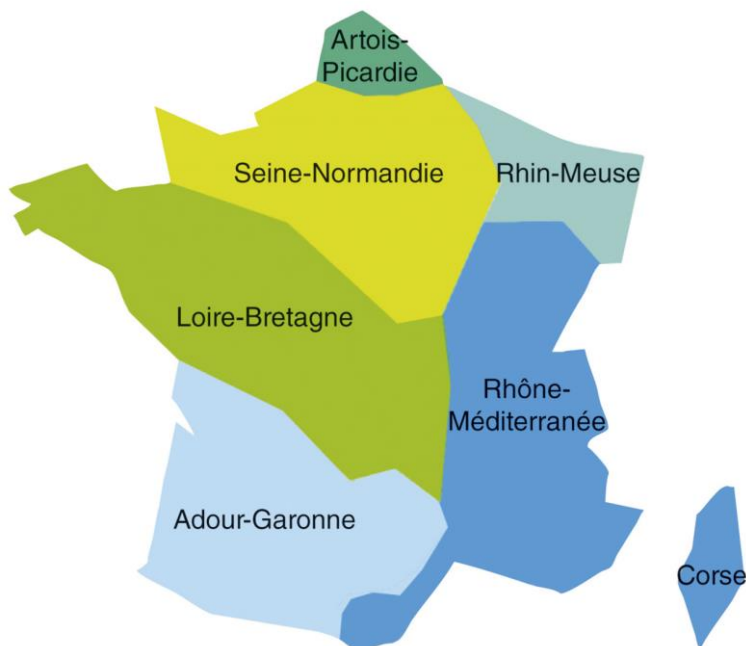 Artois-
Picardie
Seine-Normandie
Rhin-Meuse
Loire-Bretagne
Rhône-
Méditerranée
Adour-Garonne
Corse